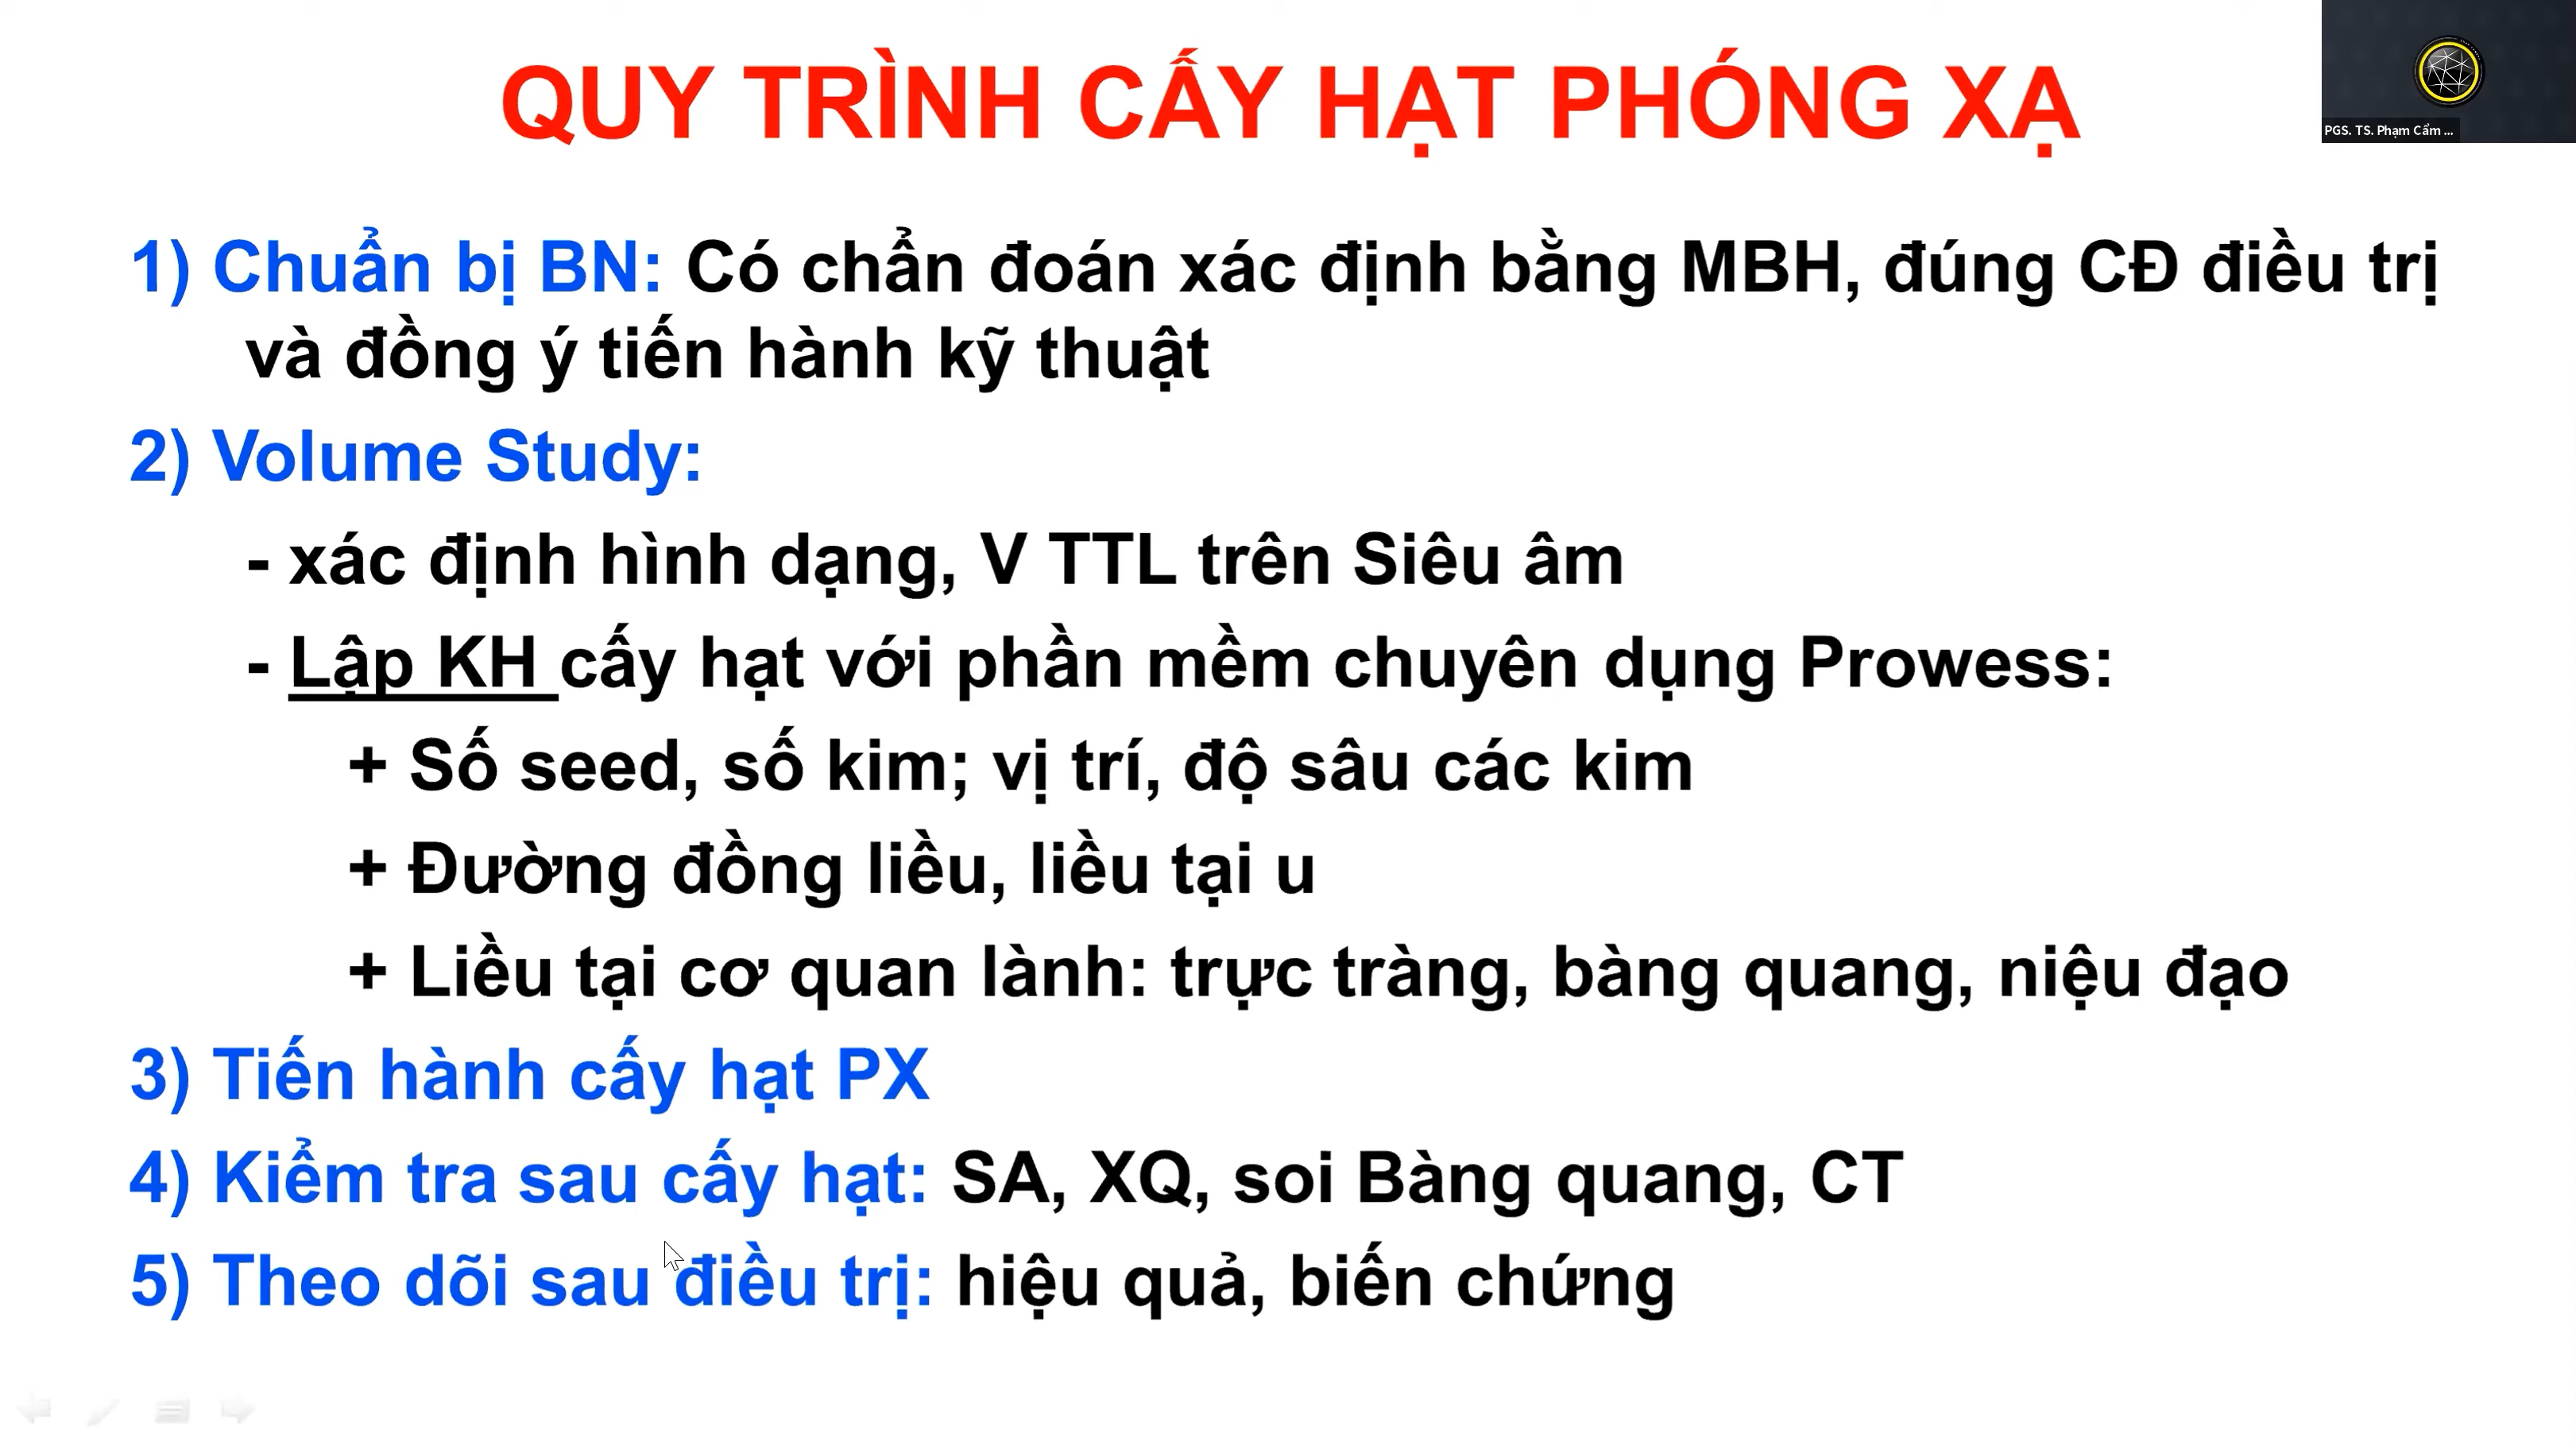 QUY TRÌNH CẤY HẠT PHÓNG XẠ
PGS. TS. Phạm Cẩm ...
1) Chuẩn bị BN: Có chẩn đoán xác định bằng MBH, đúng CĐ điều trị
và đồng ý tiến hành kỹ thuật
2) Volume Study:
- xác định hình dạng, V TTL trên Siêu âm
- Lập KH cấy hạt với phần mềm chuyên dụng Prowess:
+ Số seed, số kim; vị trí, độ sâu các kim
+ Đường đồng liều, liều tại u
+ Liều tại cơ quan lành: trực tràng, bàng quang, niệu đạo
3) Tiến hành cấy hạt PX
4) Kiểm tra sau cấy hạt: SA, XQ, soi Bàng quang, CT
5) Theo dõi sau điều trị: hiệu quả, biến chứng